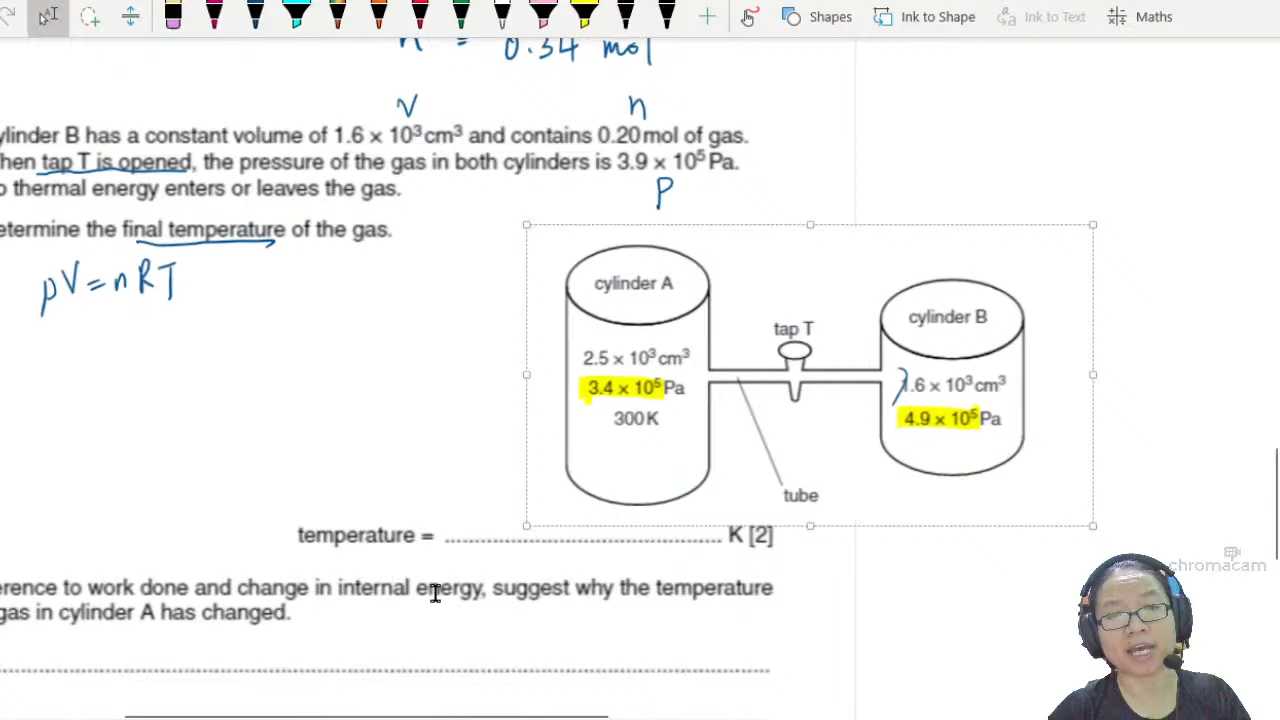 Shapes Ink to Shape Ink to Text Maths
n = 0.34 mol
V n
ylinder B has a constant volume of 1.6 × 10³ cm³ and contains 0.20 mol of gas.
hen tap T is opened, the pressure of the gas in both cylinders is 3.9 × 10⁵ Pa.
o thermal energy enters or leaves the gas.
P
etermine the final temperature of the gas.
pV = nRT
cylinder A
cylinder B
tap T
2.5 × 10³ cm³
3.4 × 10⁵ Pa
300 K
1.6 × 10³ cm³
4.9 × 10⁵ Pa
tube
temperature = ................................................ K [2]
erence to work done and change in internal energy, suggest why the temperature
gas in cylinder A has changed.
chromacam